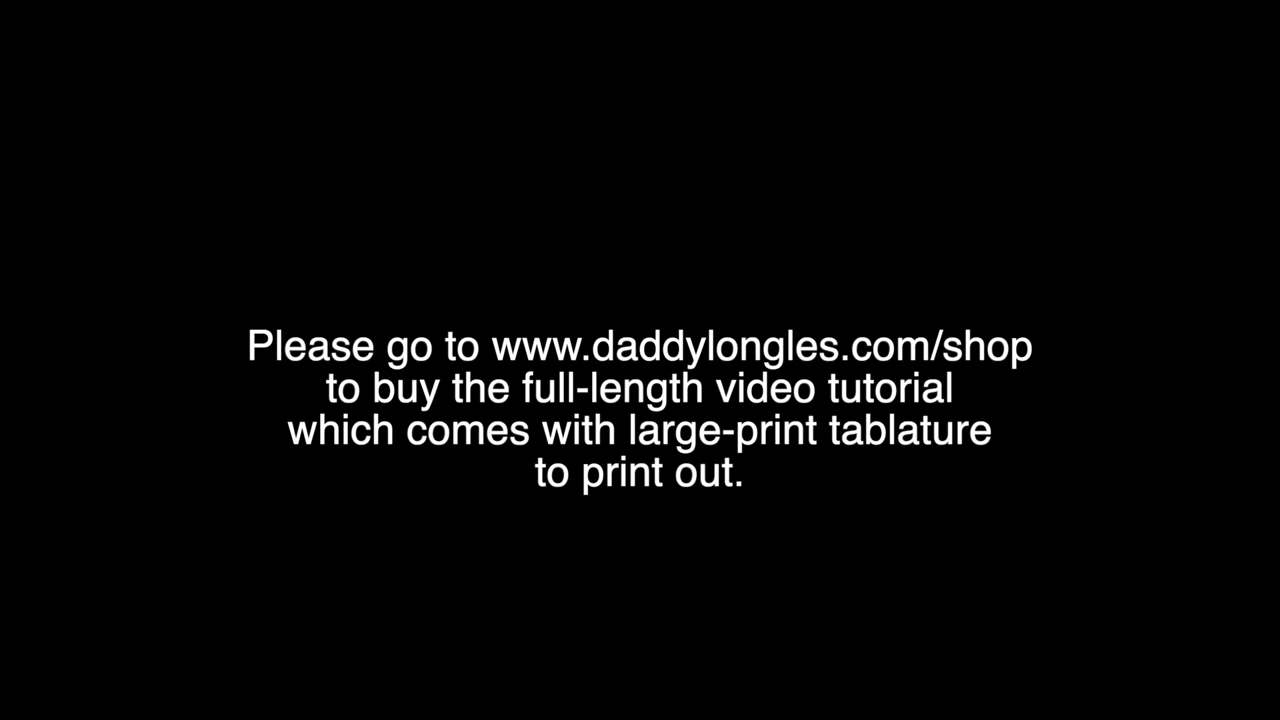 Please go to www.daddylongles.com/shop
to buy the full-length video tutorial
which comes with large-print tablature
to print out.